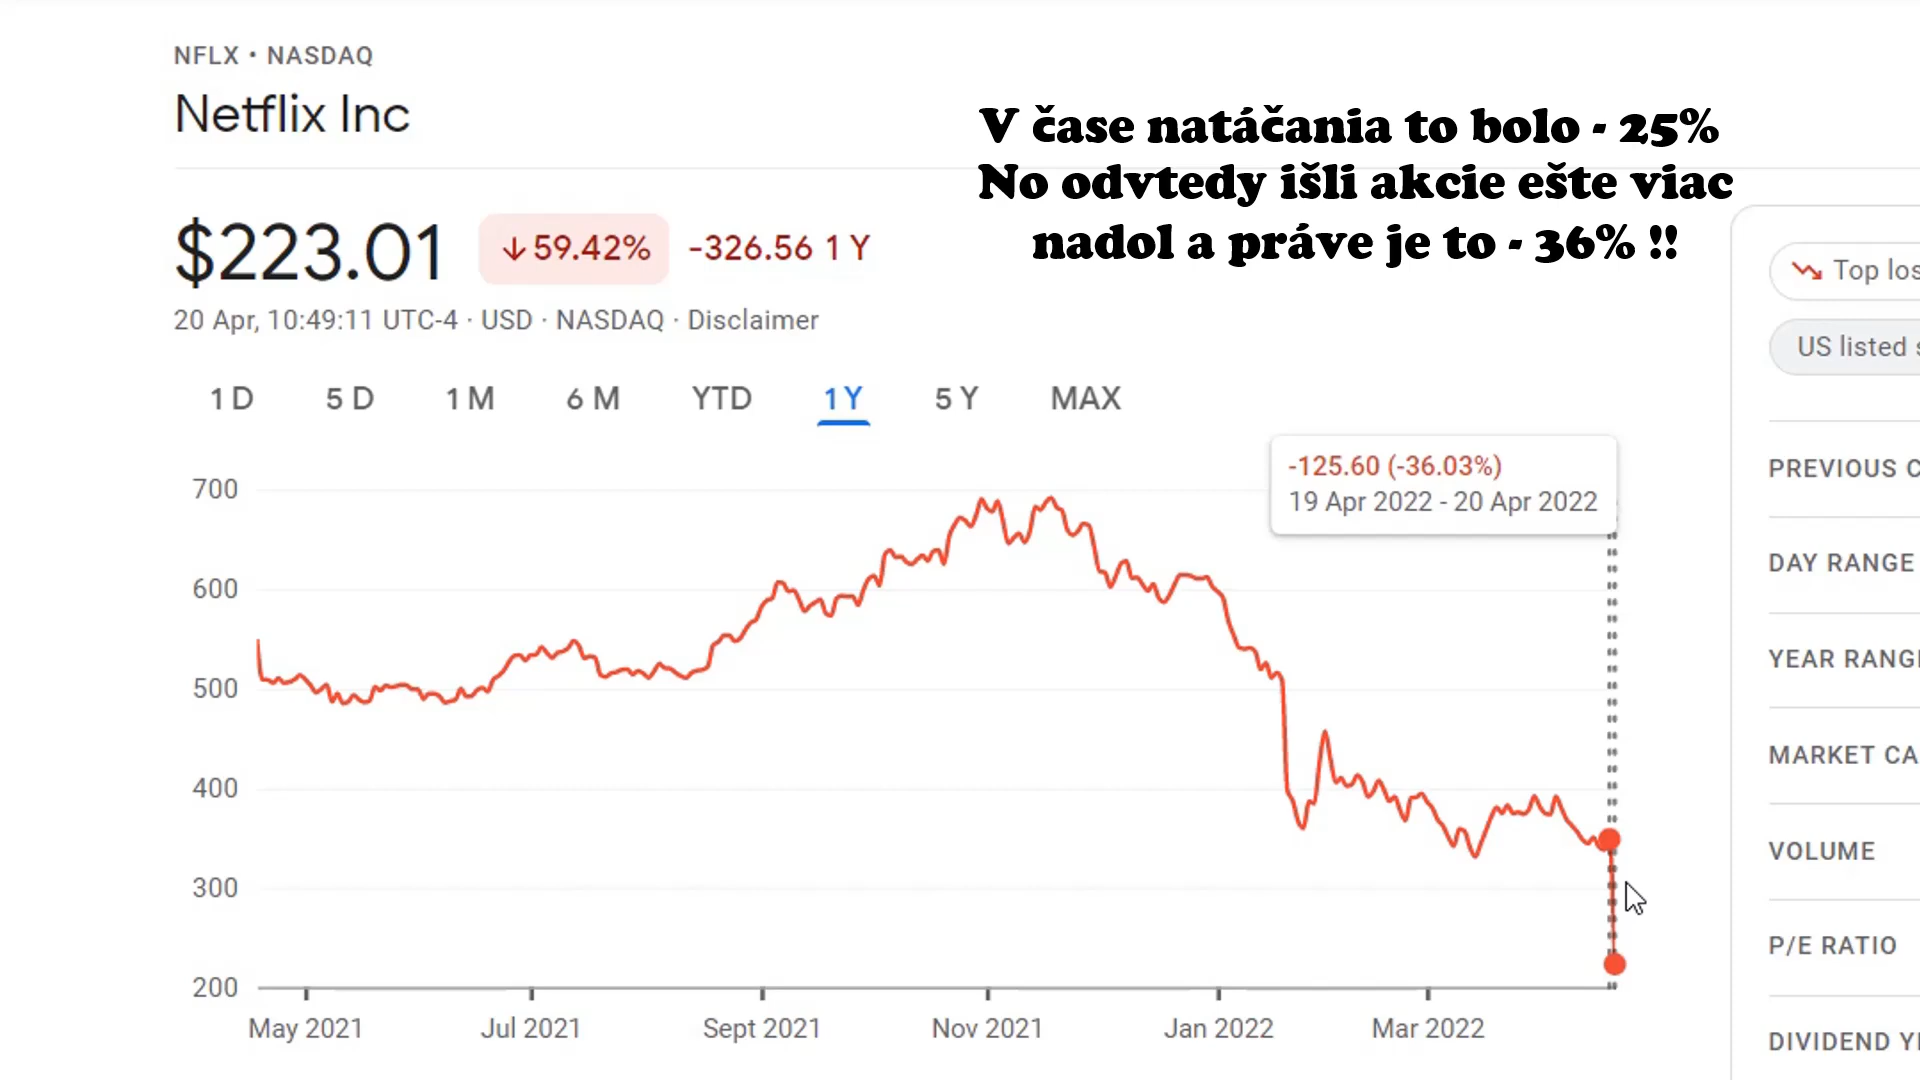 NFLX • NASDAQ
Netflix Inc
V čase natáčania to bolo - 25%
No odvtedy išli akcie ešte viac
nadol a práve je to - 36% !!
$223.01 ↓59.42% -326.56 1 Y
20 Apr, 10:49:11 UTC-4 · USD · NASDAQ · Disclaimer
Top los
US listed s
1 D 5 D 1 M 6 M YTD 1 Y 5 Y MAX
-125.60 (-36.03%)
19 Apr 2022 - 20 Apr 2022
700
600
500
400
300
200
May 2021 Jul 2021 Sept 2021 Nov 2021 Jan 2022 Mar 2022
PREVIOUS C
DAY RANGE
YEAR RANGE
MARKET CA
VOLUME
P/E RATIO
DIVIDEND YI